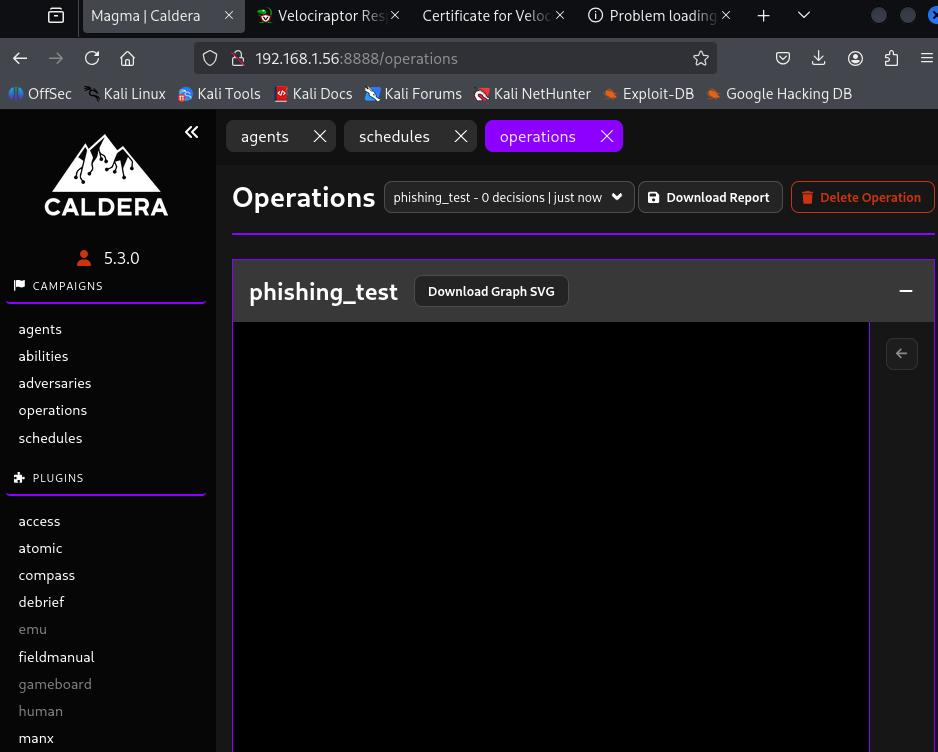 Magma | Caldera
Velociraptor Res
Certificate for Veloc
Problem loading
192.168.1.56:8888/operations
OffSec
Kali Linux
Kali Tools
Kali Docs
Kali Forums
Kali NetHunter
Exploit-DB
Google Hacking DB
CALDERA
5.3.0
CAMPAIGNS
agents
abilities
adversaries
operations
schedules
PLUGINS
access
atomic
compass
debrief
emu
fieldmanual
gameboard
human
manx
agents
schedules
operations
Operations
phishing_test - 0 decisions | just now
Download Report
Delete Operation
phishing_test
Download Graph SVG